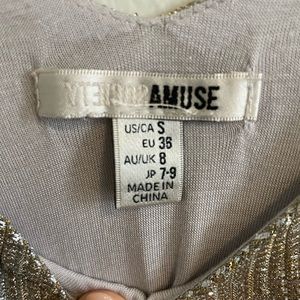 AMUSE
US/CA S
EU 36
AU/UK 8
JP 7-9
MADE IN
CHINA